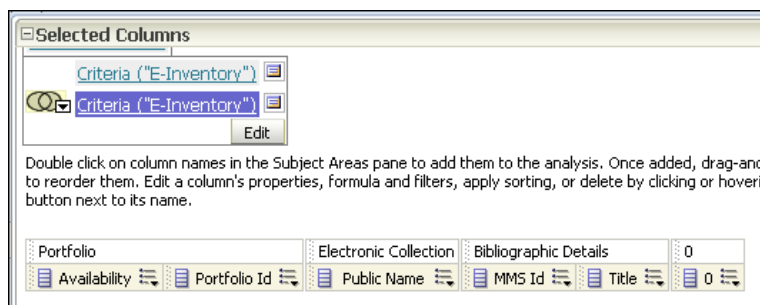 Selected Columns
Criteria ("E-Inventory")
Criteria ("E-Inventory")
Edit
Double click on column names in the Subject Areas pane to add them to the analysis. Once added, drag-and
to reorder them. Edit a column's properties, formula and filters, apply sorting, or delete by clicking or hoveri
button next to its name.
Portfolio Electronic Collection Bibliographic Details 0
Availability Portfolio Id Public Name MMS Id Title 0